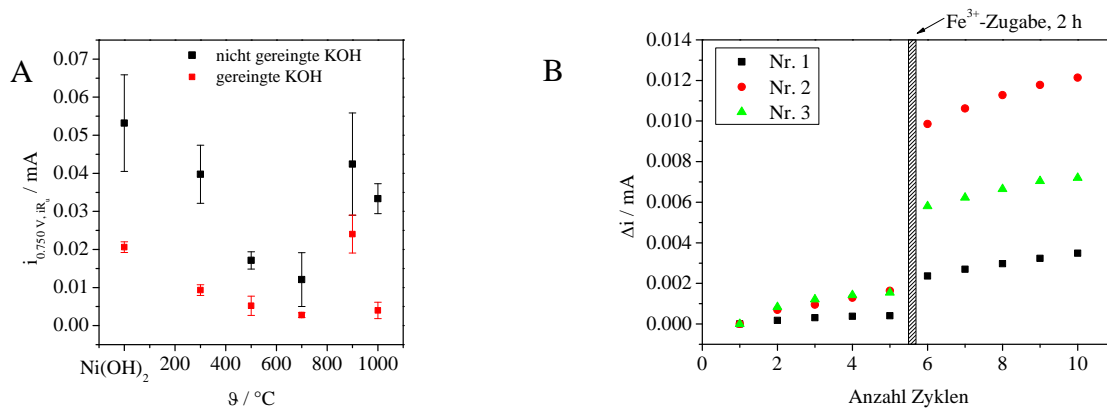 A
nicht gereingte KOH
gereingte KOH
0.07
0.06
0.05
0.04
0.03
0.02
0.01
0.00
i0.750 V, iRu / mA
Ni(OH)2
200
400
600
800
1000
ϑ / °C
B
Fe3+-Zugabe, 2 h
Nr. 1
Nr. 2
Nr. 3
0.014
0.012
0.010
0.008
0.006
0.004
0.002
0.000
Δi / mA
0
2
4
6
8
10
Anzahl Zyklen